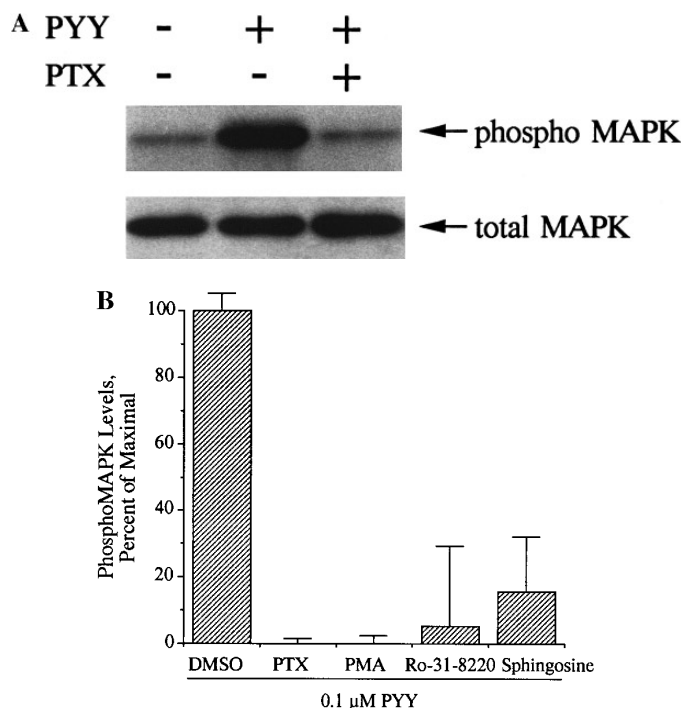 A PYY - + +
PTX - - +
phospho MAPK
total MAPK
B
PhosphoMAPK Levels,
Percent of Maximal
100
80
60
40
20
0
DMSO PTX PMA Ro-31-8220 Sphingosine
0.1 µM PYY